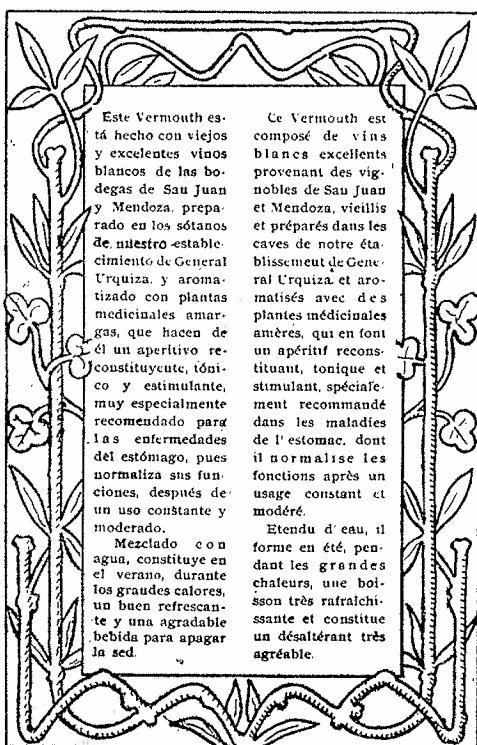 Este Vermouth es-
tá hecho con viejos
y excelentes vinos
blancos de las bo-
degas de San Juan
y Mendoza, prepa-
rado en los sótanos
de nuestro estable-
cimiento de General
Urquiza, y aroma-
tizado con plantas
medicinales amar-
gas, que hacen de
él un aperitivo re-
constituyente, tóni-
co y estimulante,
muy especialmente
recomendado para
las enfermedades
del estómago, pues
normaliza sus fun-
ciones, después de
un uso constante y
moderado.
Mezclado con
agua, constituye en
el verano, durante
los grandes calores,
un buen refrescan-
te y una agradable
bebida para apagar
la sed.
Ce Vermouth est
composé de vins
blancs excellents
provenant des vig-
nobles de San Juan
et Mendoza, vieillis
et préparés dans les
caves de notre éta-
blissement de Gene-
ral Urquiza et aro-
matisés avec des
plantes médicinales
amères, qui en font
un apéritif recons-
tituant, tonique et
stimulant, spéciale-
ment recommandé
dans les maladies
de l'estomac, dont
il normalise les
fonctions après un
usage constant et
modéré.
Etendu d'eau, il
forme en été, pen-
dant les grandes
chaleurs, une boi-
sson très rafraîchi-
ssante et constitue
un désaltérant très
agréable.